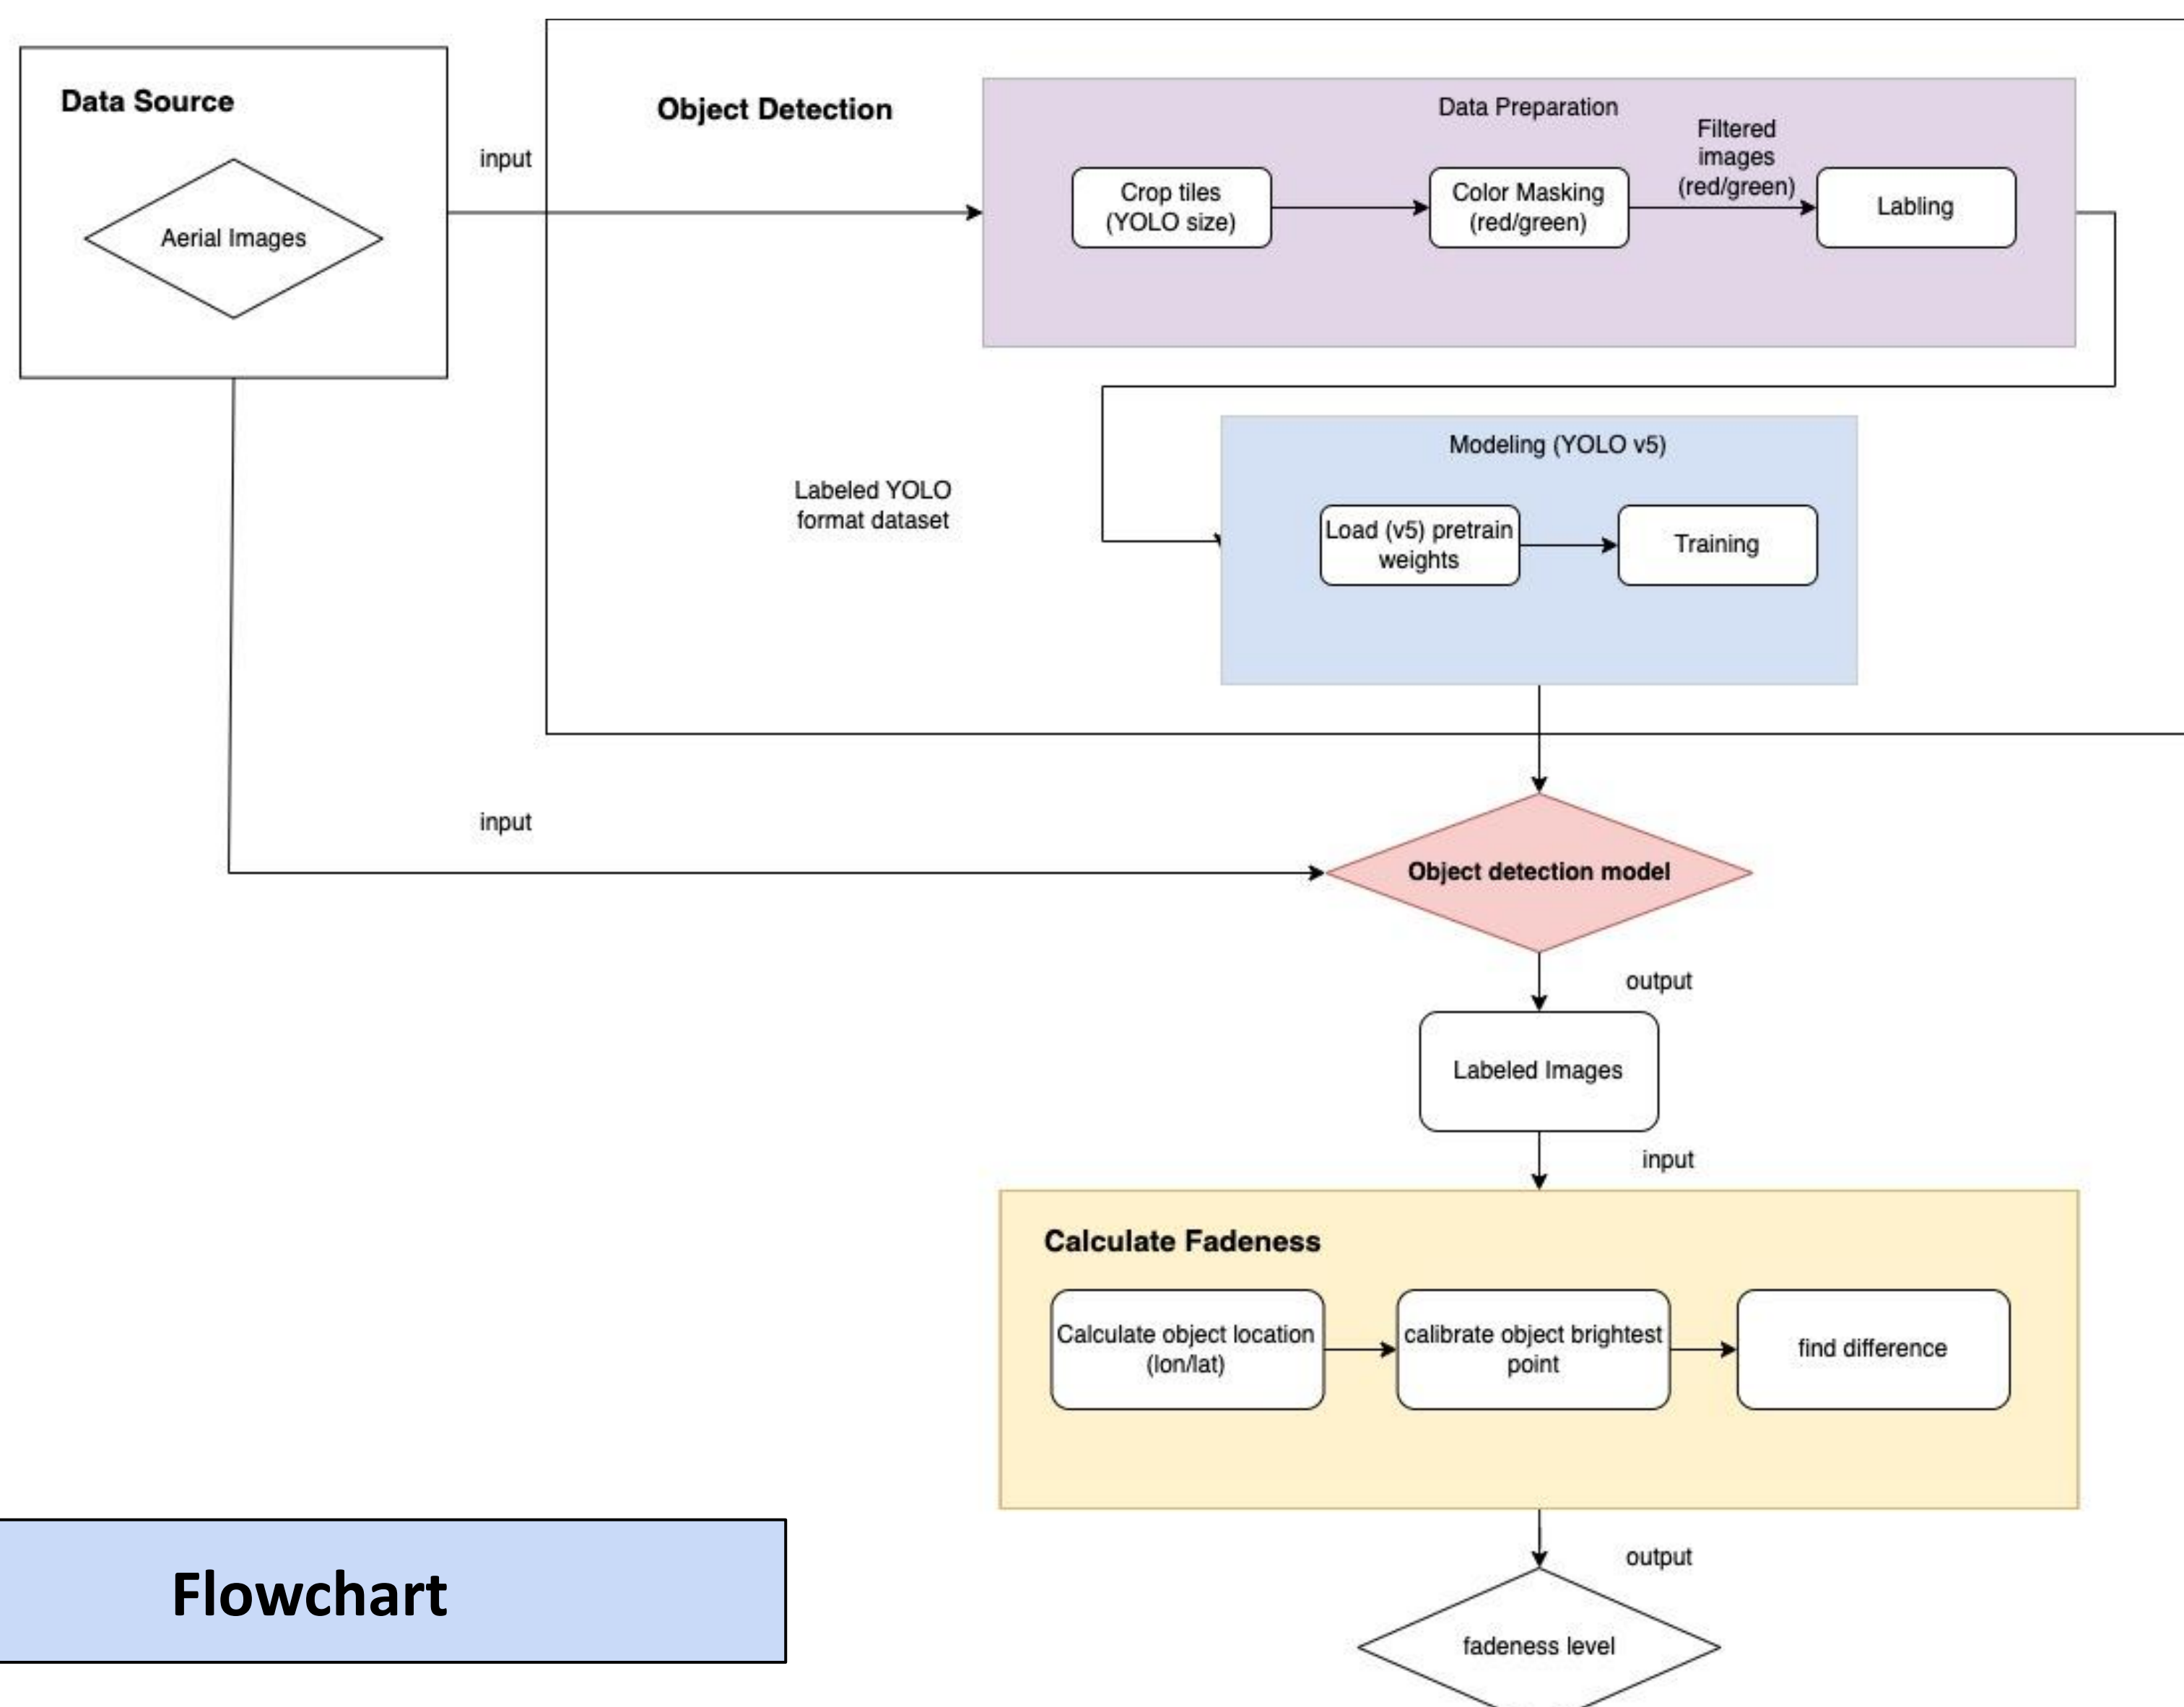 Data Source
Aerial Images
input
Object Detection
Data Preparation
Crop tiles
(YOLO size)
Color Masking
(red/green)
Filtered
images
(red/green)
Labling
Labeled YOLO
format dataset
Modeling (YOLO v5)
Load (v5) pretrain
weights
Training
input
Object detection model
output
Labeled Images
input
Calculate Fadeness
Calculate object location
(lon/lat)
calibrate object brightest
point
find difference
output
fadeness level
Flowchart